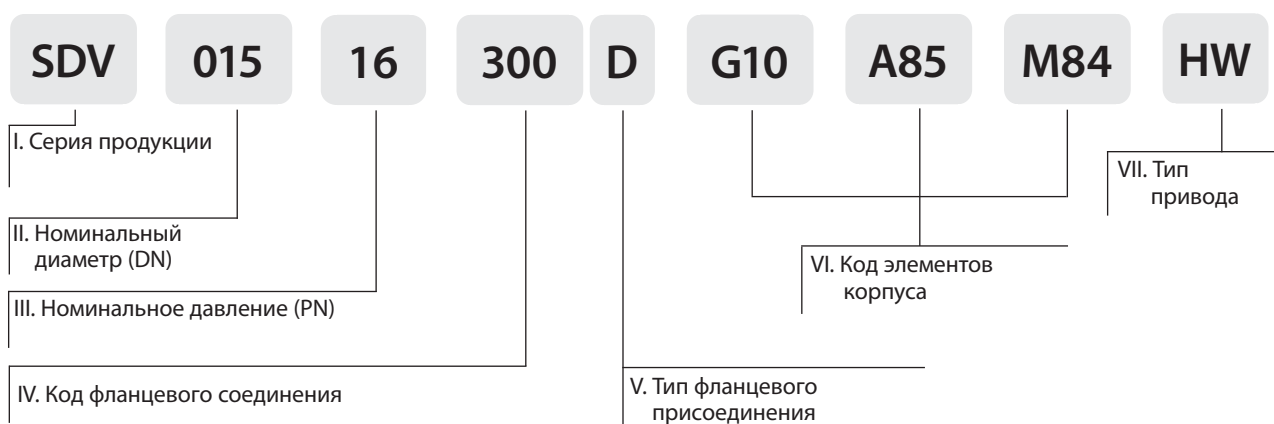 SDV 015 16 300 D G10 A85 M84 HW
I. Серия продукции
VII. Тип
привода
II. Номинальный
диаметр (DN)
VI. Код элементов
корпуса
III. Номинальное давление (PN)
IV. Код фланцевого соединения
V. Тип фланцевого
присоединения